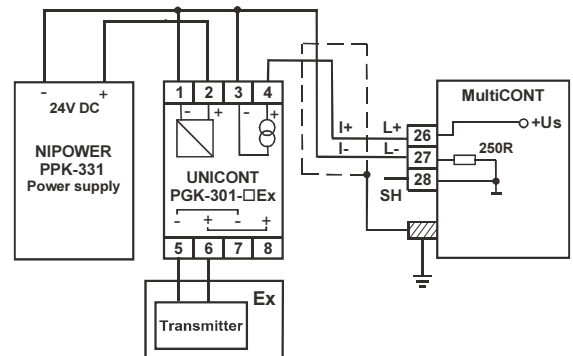 - +
24V DC
NIPOWER
PPK-331
Power supply
1 2 3 4
- + - +
UNICONT
PGK-301-□Ex
- + - +
5 6 7 8
Ex
Transmitter
MultiCONT
+Us
I+ L+ 26
I- L- 27
250R
28
SH